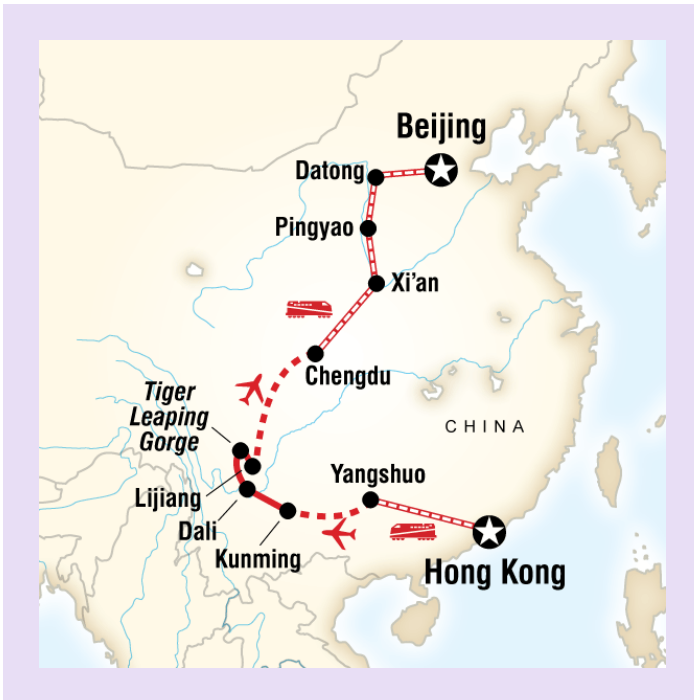 Beijing
Datong
Pingyao
Xi'an
Chengdu
Tiger
Leaping
Gorge
CHINA
Yangshuo
Lijiang
Dali
Kunming
Hong Kong